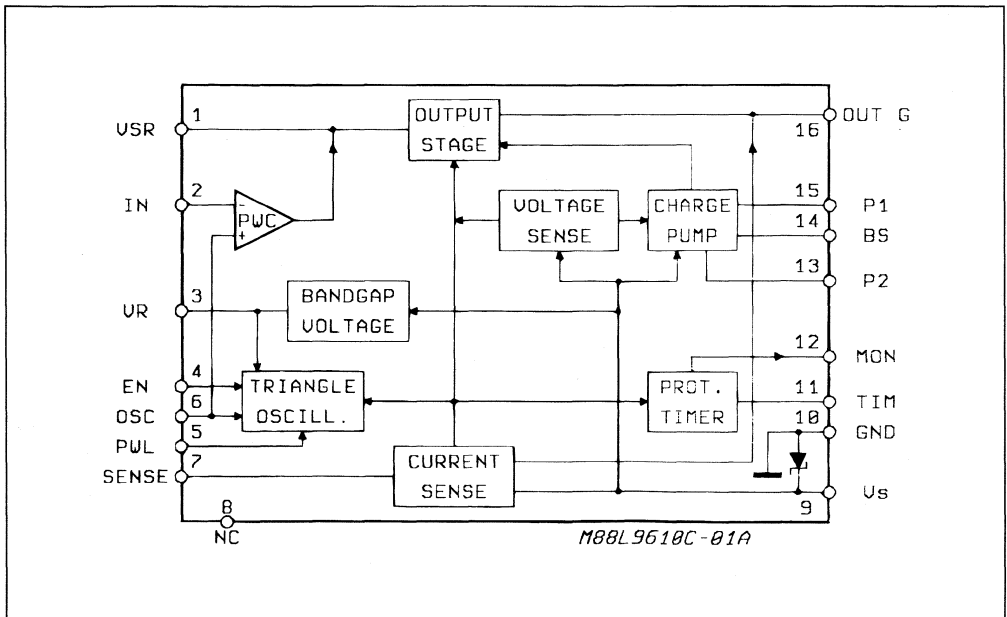 1
VSR
OUTPUT
STAGE
OUT G
16
2
IN
PWC
-
+
VOLTAGE
SENSE
CHARGE
PUMP
15
P1
14
BS
13
P2
3
VR
BANDGAP
VOLTAGE
12
MON
4
EN
6
OSC
5
PWL
TRIANGLE
OSCILL.
PROT.
TIMER
11
TIM
10
GND
7
SENSE
CURRENT
SENSE
9
Vs
8
NC
M88L9610C-01A